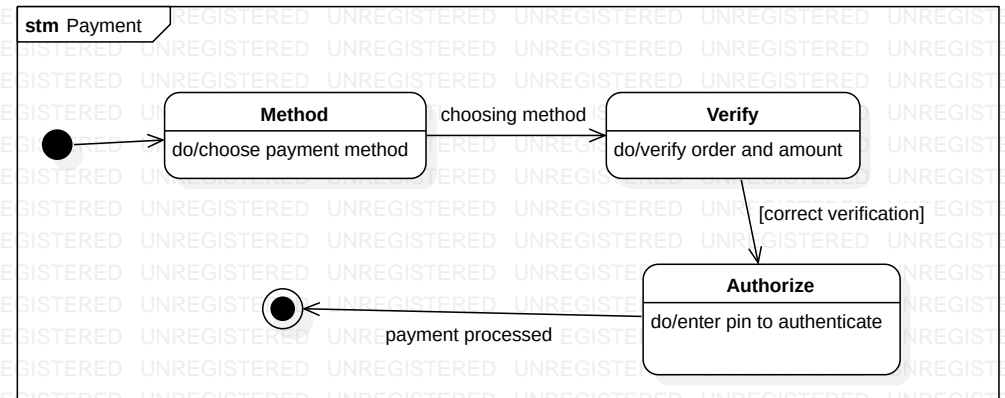 stm Payment
Method
do/choose payment method
choosing method
Verify
do/verify order and amount
[correct verification]
Authorize
do/enter pin to authenticate
payment processed
UNREGISTERED